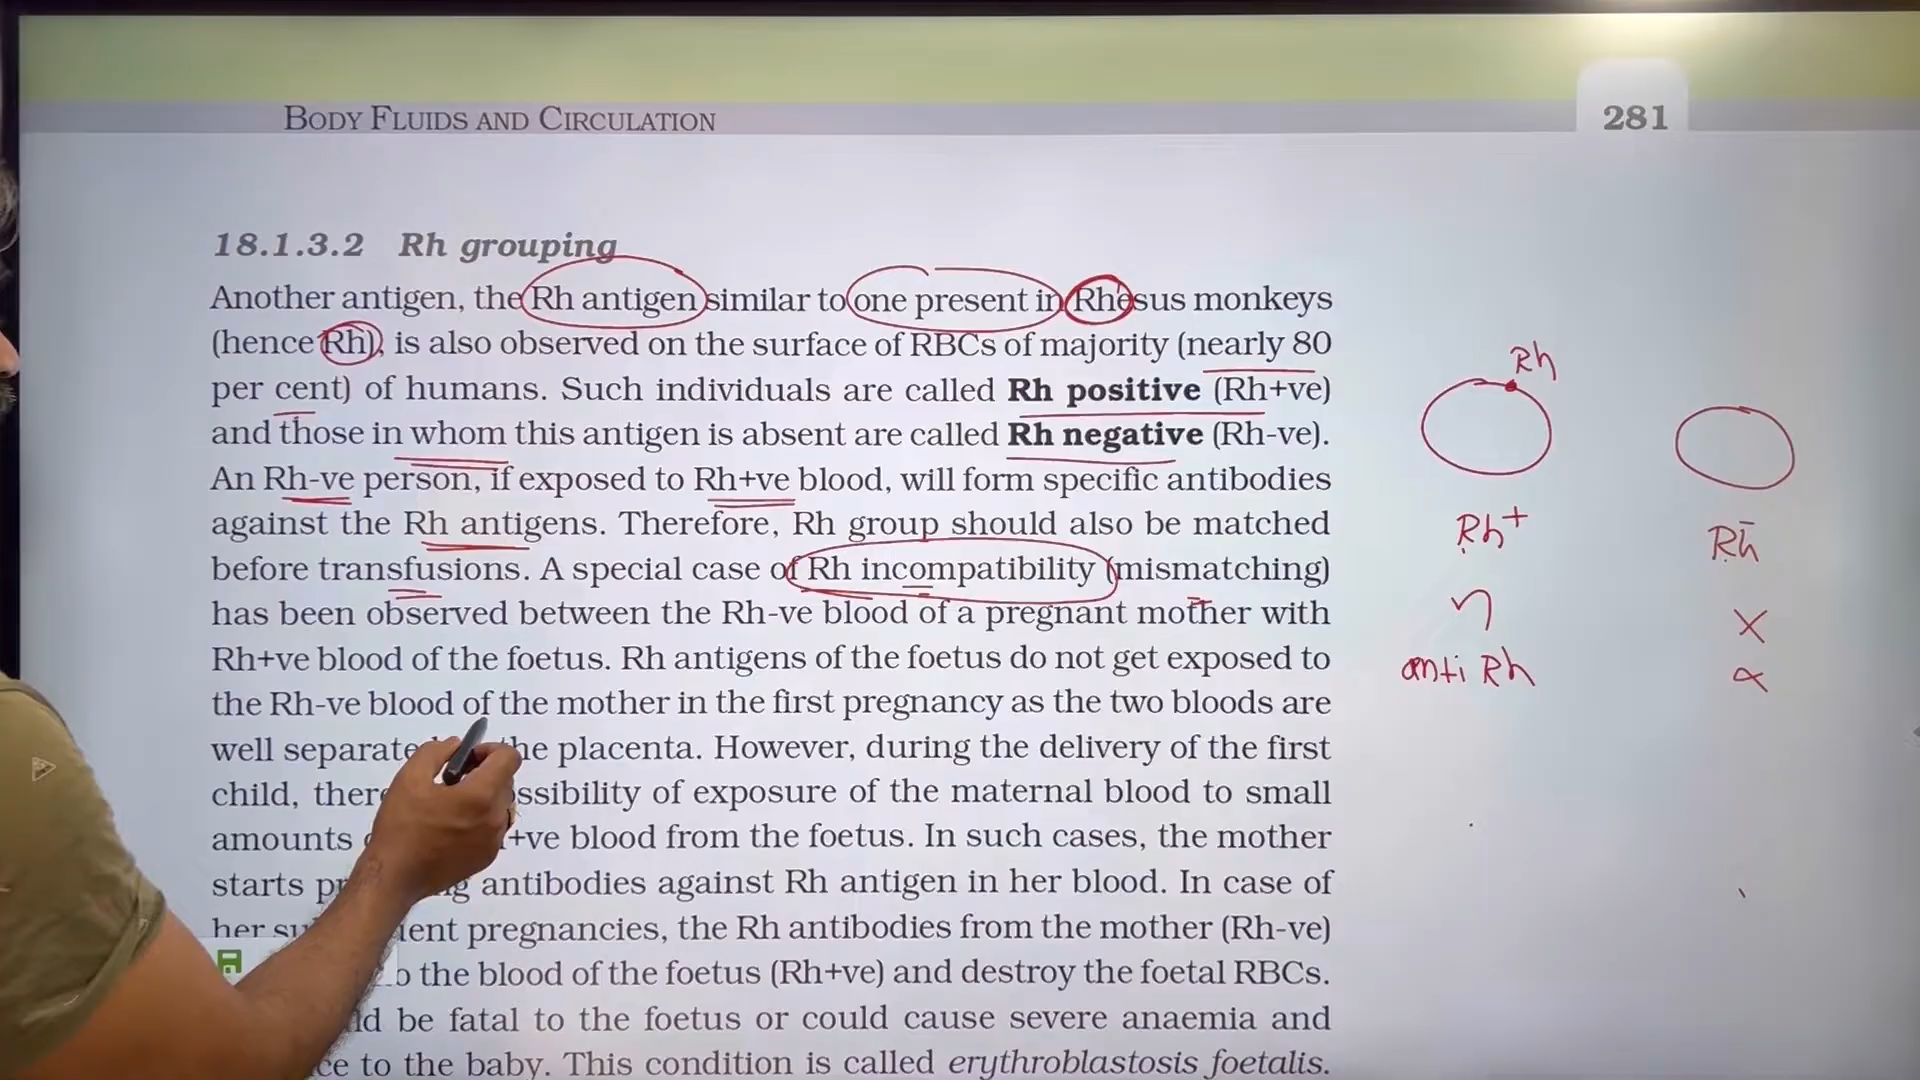 BODY FLUIDS AND CIRCULATION
281
18.1.3.2 Rh grouping
Another antigen, the Rh antigen similar to one present in Rhesus monkeys
(hence Rh), is also observed on the surface of RBCs of majority (nearly 80
per cent) of humans. Such individuals are called Rh positive (Rh+ve)
and those in whom this antigen is absent are called Rh negative (Rh-ve).
An Rh-ve person, if exposed to Rh+ve blood, will form specific antibodies
against the Rh antigens. Therefore, Rh group should also be matched
before transfusions. A special case of Rh incompatibility (mismatching)
has been observed between the Rh-ve blood of a pregnant mother with
Rh+ve blood of the foetus. Rh antigens of the foetus do not get exposed to
the Rh-ve blood of the mother in the first pregnancy as the two bloods are
well separate the placenta. However, during the delivery of the first
child, there ssibility of exposure of the maternal blood to small
amounts +ve blood from the foetus. In such cases, the mother
starts pr g antibodies against Rh antigen in her blood. In case of
her su ent pregnancies, the Rh antibodies from the mother (Rh-ve)
o the blood of the foetus (Rh+ve) and destroy the foetal RBCs.
ld be fatal to the foetus or could cause severe anaemia and
ce to the baby. This condition is called erythroblastosis foetalis.
Rh
Rh+
Rh-
anti Rh